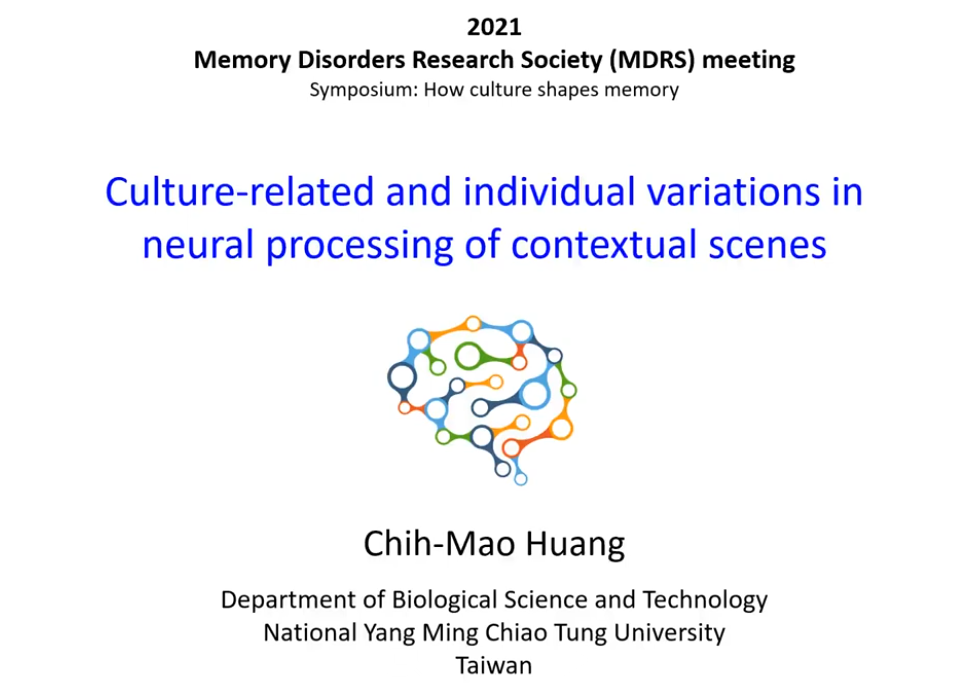 2021
Memory Disorders Research Society (MDRS) meeting
Symposium: How culture shapes memory
Culture-related and individual variations in
neural processing of contextual scenes
Chih-Mao Huang
Department of Biological Science and Technology
National Yang Ming Chiao Tung University
Taiwan